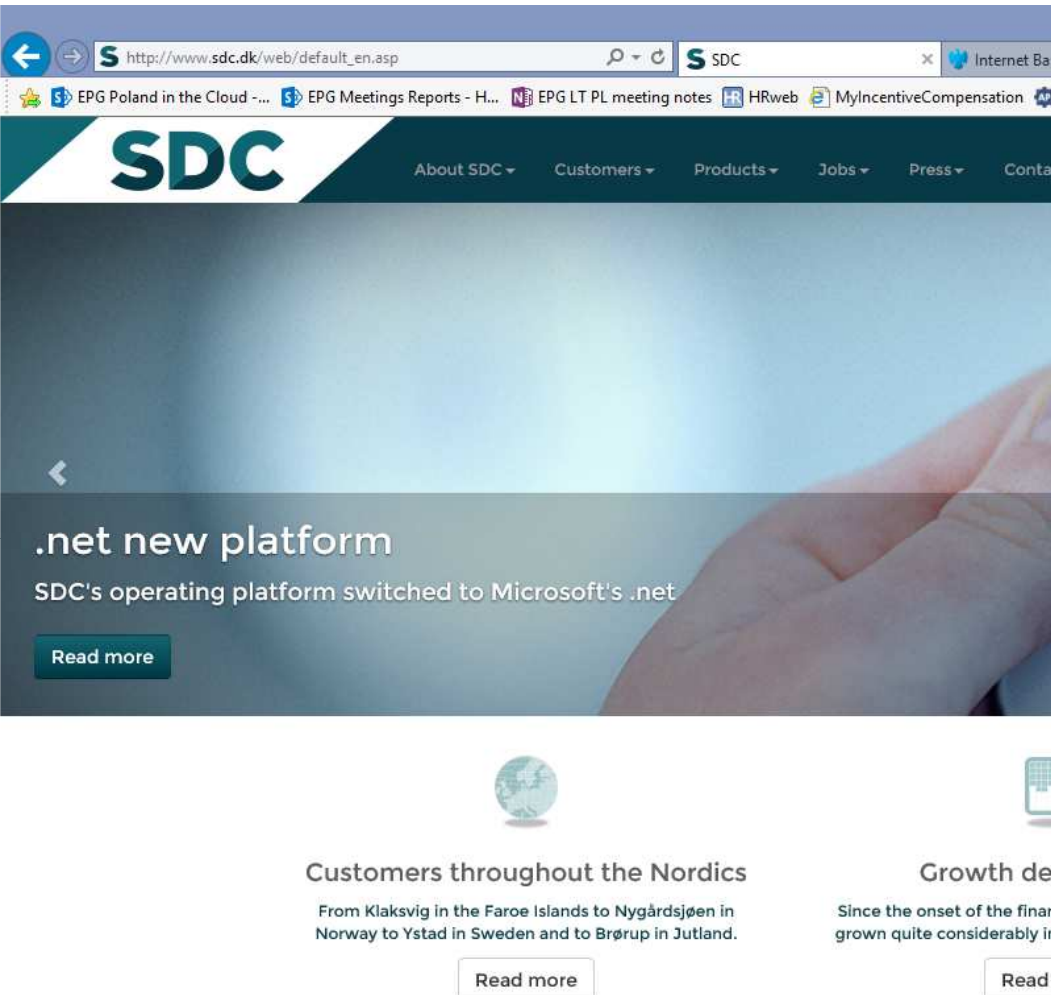 http://www.sdc.dk/web/default_en.asp
SDC
Internet Ba
EPG Poland in the Cloud -...
EPG Meetings Reports - H...
EPG LT PL meeting notes
HRweb
MyIncentiveCompensation
SDC
About SDC
Customers
Products
Jobs
Press
Conta
.net new platform
SDC's operating platform switched to Microsoft's .net
Read more
Customers throughout the Nordics
From Klaksvig in the Faroe Islands to Nygårdsjøen in
Norway to Ystad in Sweden and to Brørup in Jutland.
Read more
Growth de
Since the onset of the finan
grown quite considerably i
Read